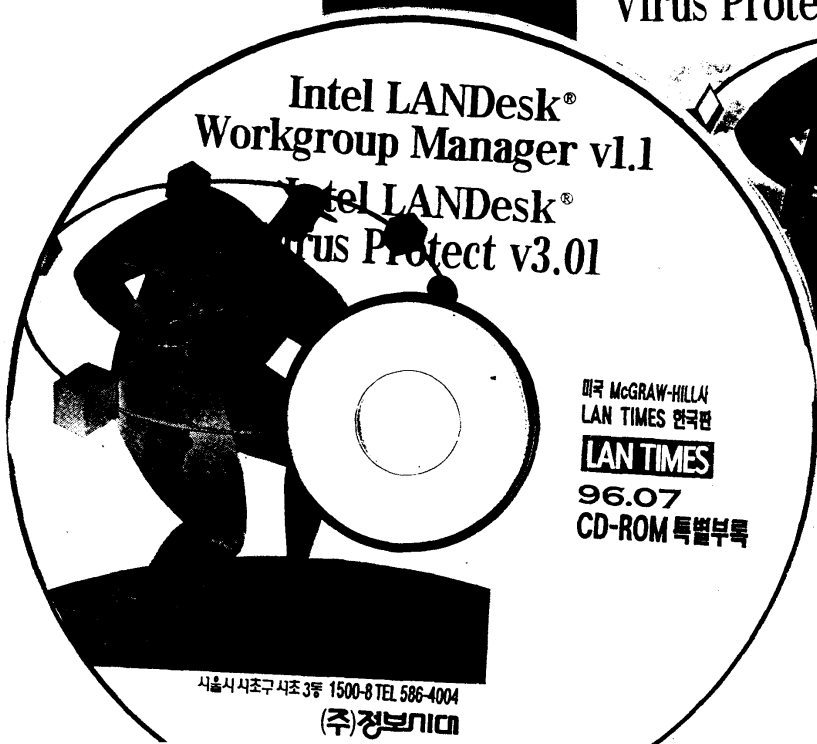 Virus Prote
Intel LANDesk®
Workgroup Manager v1.1
Intel LANDesk®
Virus Protect v3.01
미국 McGRAW-HILL사
LAN TIMES 한국판
LAN TIMES
96.07
CD-ROM 특별부록
서울시 서초구 서초 3동 1500-8 TEL 586-4004
(주)정보시대